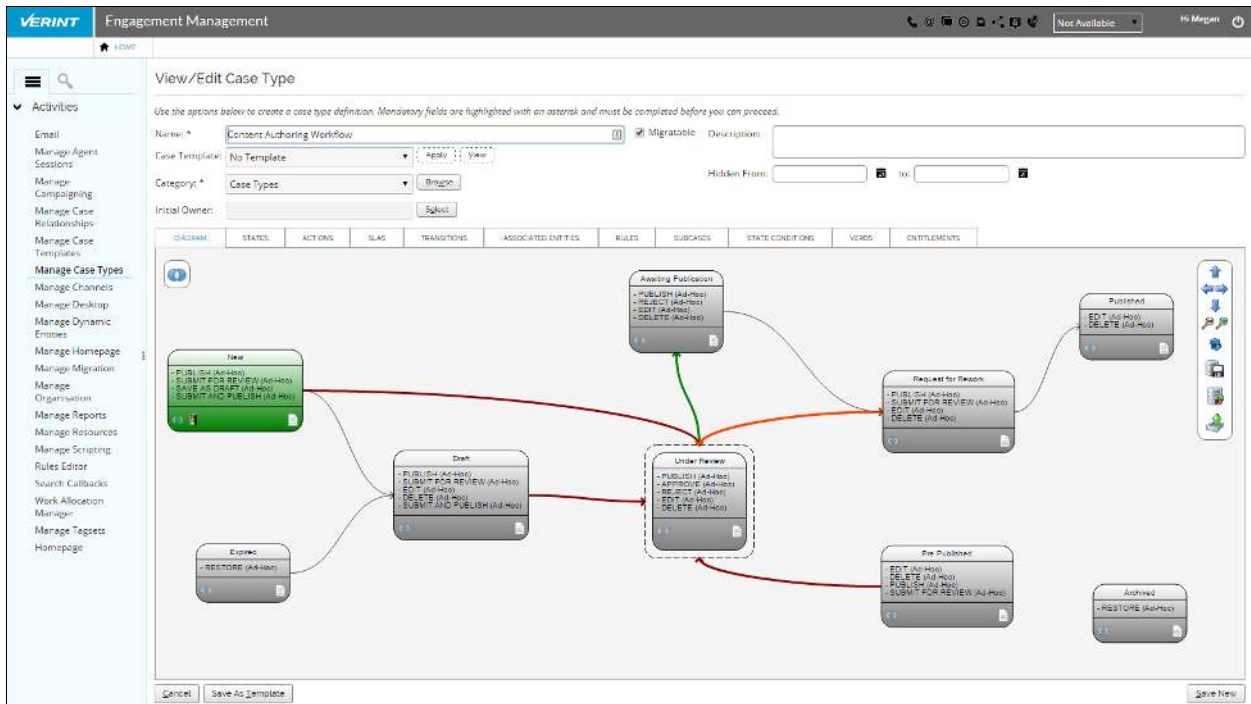 VERINT
Engagement Management
Not Available
Hi Megan
HOME
Activities
Email
Manage Agent
Sessions
Manage
Campaigning
Manage Case
Relationships
Manage Case
Templates
Manage Case Types
Manage Channels
Manage Desktop
Manage Dynamic
Entities
Manage Homepage
Manage Migration
Manage
Organisation
Manage Reports
Manage Resources
Manage Scripting
Rules Editor
Search Callbacks
Work Allocation
Manager
Manage Tagsets
Homepage
View/Edit Case Type
Use the options below to create a case type definition. Mandatory fields are highlighted with an asterisk and must be completed before you can proceed.
Name: * Content Authoring Workflow Migratable Description:
Case Template: No Template Apply View
Hidden From: to:
Category: * Case Types Browse
Initial Owner: Select
DIAGRAM STATES ACTIONS SLAS TRANSITIONS ASSOCIATED ENTITIES RULES SUBCASES STATE CONDITIONS VERBS ENTITLEMENTS
New
- PUBLISH (Ad-Hoc)
- SUBMIT FOR REVIEW (Ad-Hoc)
- SAVE AS DRAFT (Ad-Hoc)
- SUBMIT AND PUBLISH (Ad-Hoc)
Expired
- RESTORE (Ad-Hoc)
Draft
- PUBLISH (Ad-Hoc)
- SUBMIT FOR REVIEW (Ad-Hoc)
- EDIT (Ad-Hoc)
- DELETE (Ad-Hoc)
- SUBMIT AND PUBLISH (Ad-Hoc)
Awaiting Publication
- PUBLISH (Ad-Hoc)
- REJECT (Ad-Hoc)
- EDIT (Ad-Hoc)
- DELETE (Ad-Hoc)
Under Review
- PUBLISH (Ad-Hoc)
- APPROVE (Ad-Hoc)
- REJECT (Ad-Hoc)
- EDIT (Ad-Hoc)
- DELETE (Ad-Hoc)
Request for Rework
- PUBLISH (Ad-Hoc)
- SUBMIT FOR REVIEW (Ad-Hoc)
- EDIT (Ad-Hoc)
- DELETE (Ad-Hoc)
Published
- EDIT (Ad-Hoc)
- DELETE (Ad-Hoc)
Pre Published
- EDIT (Ad-Hoc)
- DELETE (Ad-Hoc)
- PUBLISH (Ad-Hoc)
- SUBMIT FOR REVIEW (Ad-Hoc)
Archived
- RESTORE (Ad-Hoc)
Cancel Save As Template Save New